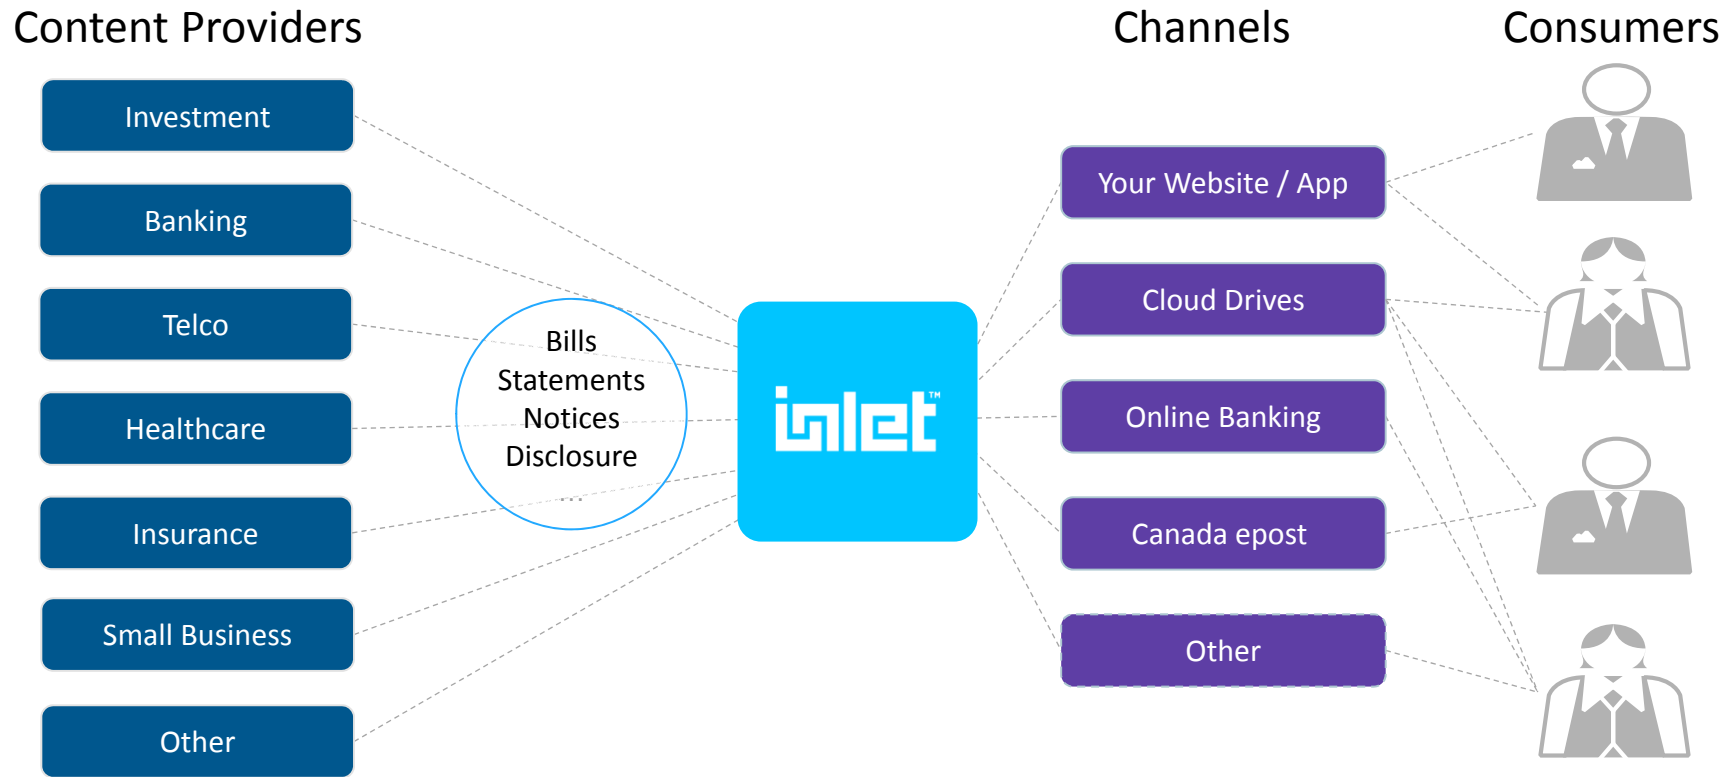 Content Providers
Channels
Consumers
Investment
Banking
Telco
Healthcare
Insurance
Small Business
Other
Bills
Statements
Notices
Disclosure
...
inlet™
Your Website / App
Cloud Drives
Online Banking
Canada epost
Other